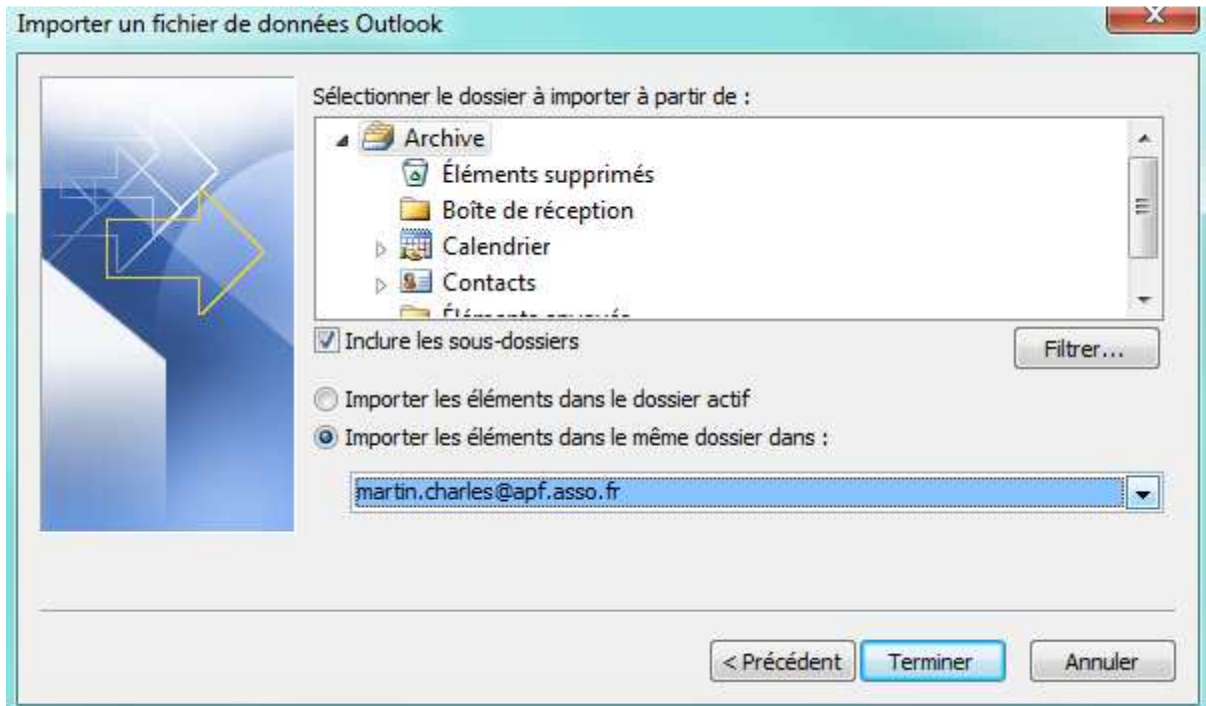 Importer un fichier de données Outlook
Sélectionner le dossier à importer à partir de :
Archive
Éléments supprimés
Boîte de réception
Calendrier
Contacts
Éléments envoyés
Inclure les sous-dossiers
Filtrer...
Importer les éléments dans le dossier actif
Importer les éléments dans le même dossier dans :
martin.charles@apf.asso.fr
< Précédent
Terminer
Annuler